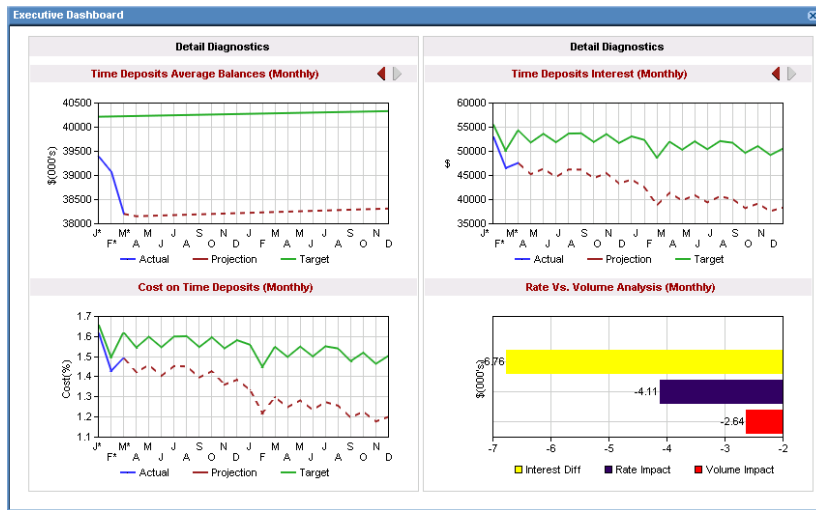 Executive Dashboard
Detail Diagnostics
Time Deposits Average Balances (Monthly)
$(000's)
40500
40000
39500
39000
38500
38000
J* F* M* A M J J A S O N D J F M A M J J A S O N D
Actual Projection Target
Detail Diagnostics
Time Deposits Interest (Monthly)
$
60000
55000
50000
45000
40000
35000
J* F* M* A M J J A S O N D J F M A M J J A S O N D
Actual Projection Target
Cost on Time Deposits (Monthly)
Cost(%)
1.7
1.6
1.5
1.4
1.3
1.2
1.1
J* F* M* A M J J A S O N D J F M A M J J A S O N D
Actual Projection Target
Rate Vs. Volume Analysis (Monthly)
$(000's)
-6.76
-4.11
-2.64
-7 -6 -5 -4 -3 -2
Interest Diff Rate Impact Volume Impact